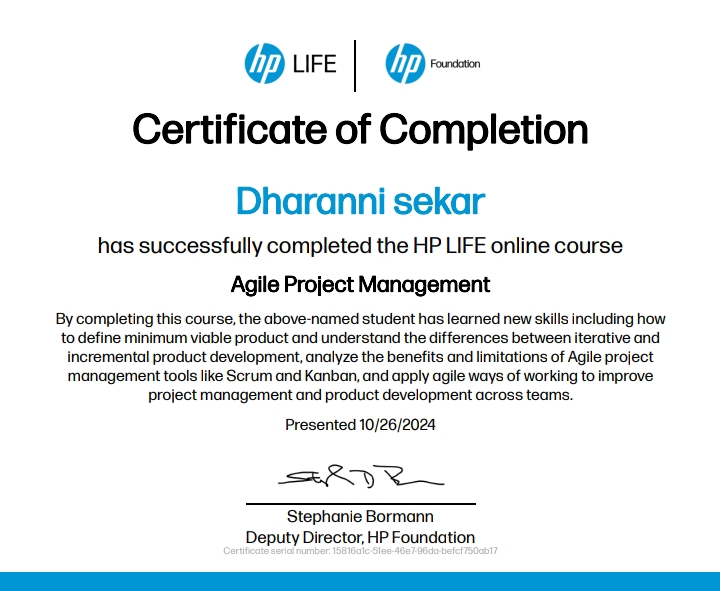 hp LIFE | hp Foundation
Certificate of Completion
Dharanni sekar
has successfully completed the HP LIFE online course
Agile Project Management
By completing this course, the above-named student has learned new skills including how
to define minimum viable product and understand the differences between iterative and
incremental product development, analyze the benefits and limitations of Agile project
management tools like Scrum and Kanban, and apply agile ways of working to improve
project management and product development across teams.
Presented 10/26/2024
Stephanie Bormann
Deputy Director, HP Foundation
Certificate serial number: 15816a1c-51ee-46e7-96da-befcf750ab17